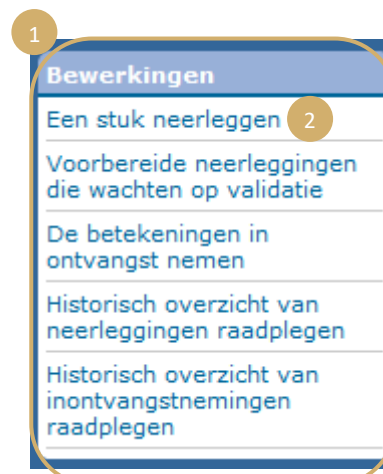 1
Bewerkingen
Een stuk neerleggen 2
Voorbereide neerleggingen
die wachten op validatie
De betekeningen in
ontvangst nemen
Historisch overzicht van
neerleggingen raadplegen
Historisch overzicht van
inontvangstnemingen
raadplegen